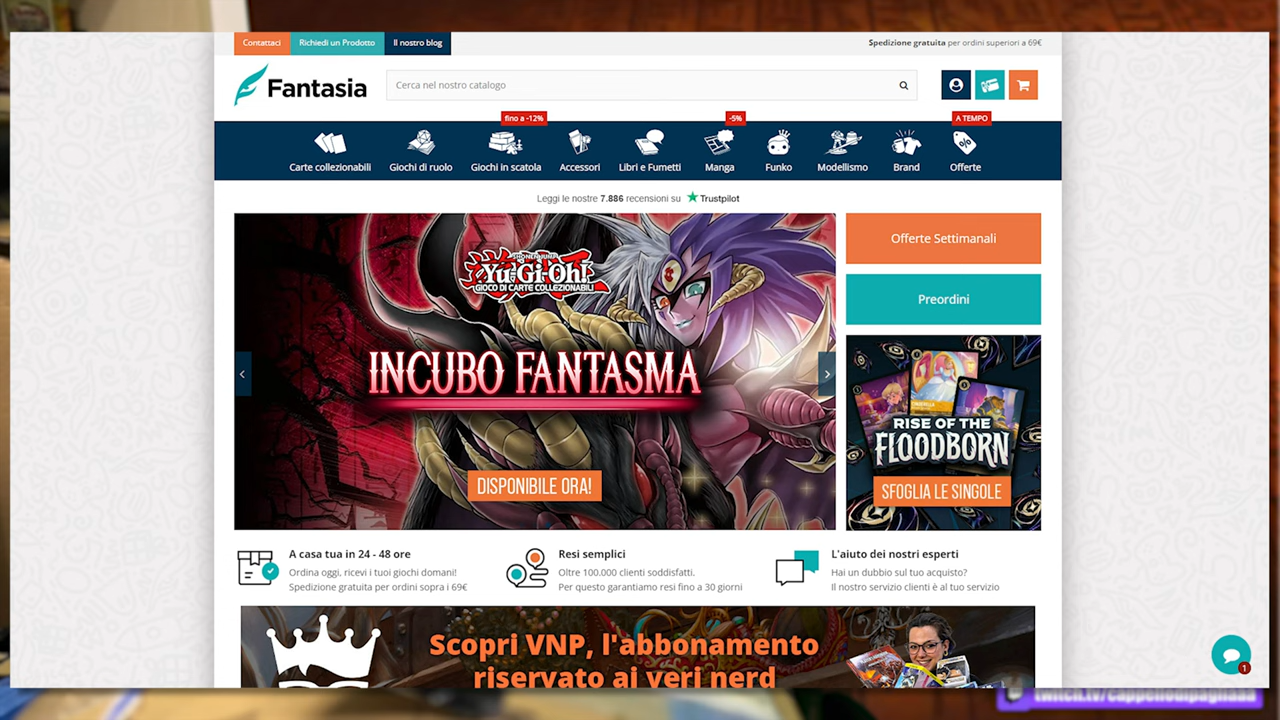 Contattaci
Richiedi un Prodotto
Il nostro blog
Spedizione gratuita per ordini superiori a 69€
Fantasia
Cerca nel nostro catalogo
fino a -12%
-5%
A TEMPO
Carte collezionabili
Giochi di ruolo
Giochi in scatola
Accessori
Libri e Fumetti
Manga
Funko
Modellismo
Brand
Offerte
Leggi le nostre 7.886 recensioni su Trustpilot
SHONEN JUMP
Yu-Gi-Oh!
GIOCO DI CARTE COLLEZIONABILI
INCUBO FANTASMA
DISPONIBILE ORA!
Offerte Settimanali
Preordini
RISE OF THE
FLOODBORN
SFOGLIA LE SINGOLE
A casa tua in 24 - 48 ore
Ordina oggi, ricevi i tuoi giochi domani!
Spedizione gratuita per ordini sopra i 69€
Resi semplici
Oltre 100.000 clienti soddisfatti.
Per questo garantiamo resi fino a 30 giorni
L'aiuto dei nostri esperti
Hai un dubbio sul tuo acquisto?
Il nostro servizio clienti è al tuo servizio
Scopri VNP, l'abbonamento
riservato ai veri nerd
1